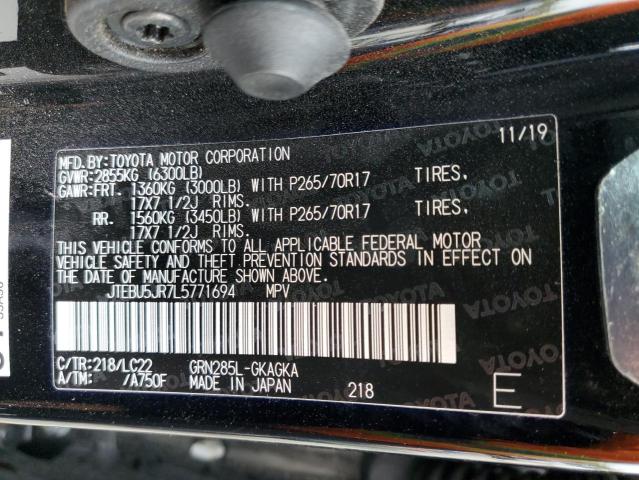 11/19
MFD.BY:TOYOTA MOTOR CORPORATION
GVWR:2855KG (6300LB)
GAWR:FRT. 1360KG (3000LB) WITH P265/70R17 TIRES,
17X7 1/2J RIMS.
RR. 1560KG (3450LB) WITH P265/70R17 TIRES,
17X7 1/2J RIMS.
THIS VEHICLE CONFORMS TO ALL APPLICABLE FEDERAL MOTOR
VEHICLE SAFETY AND THEFT PREVENTION STANDARDS IN EFFECT ON
THE DATE OF MANUFACTURE SHOWN ABOVE.
JTEBU5JR7L5771694 MPV
C/TR:218/LC22 GRN285L-GKAGKA
A/TM: /A750F MADE IN JAPAN 218 E